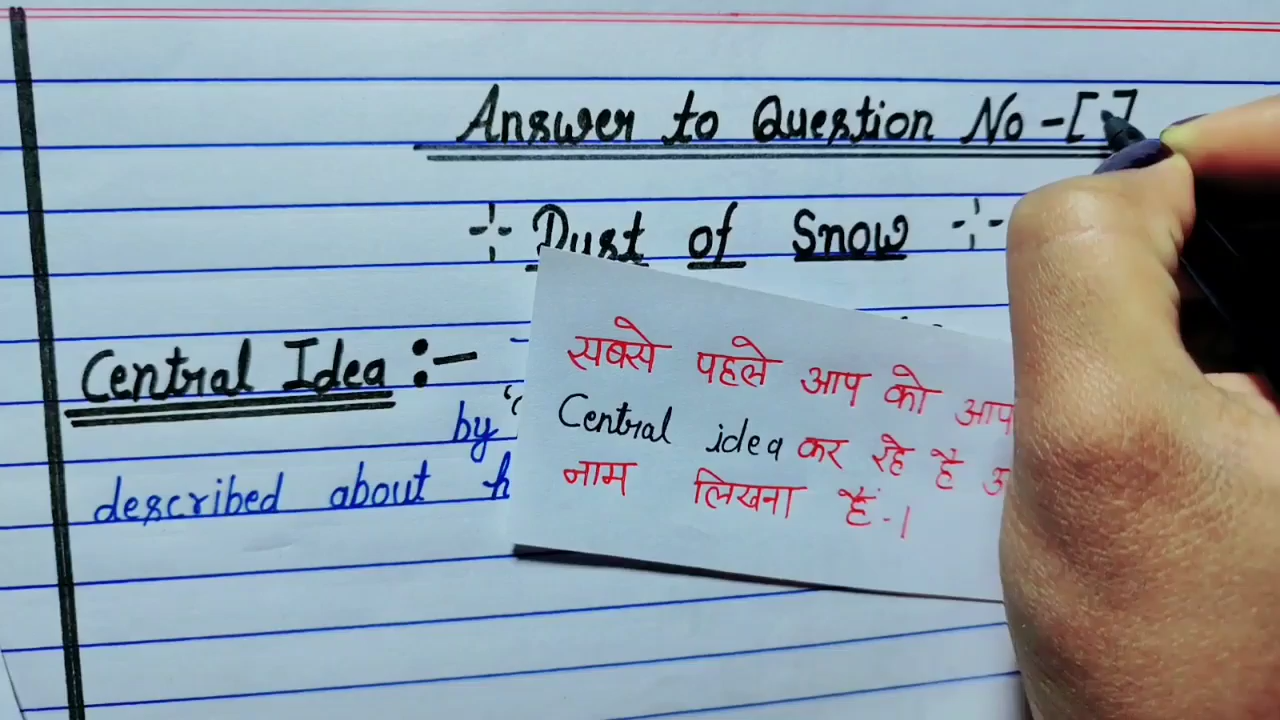 Answer to Question No -[ ]
-:- Dust of Snow -:-
Central Idea :-
by
described about
सबसे पहले आप को आप
Central idea कर रहे है
नाम लिखना हैं.।